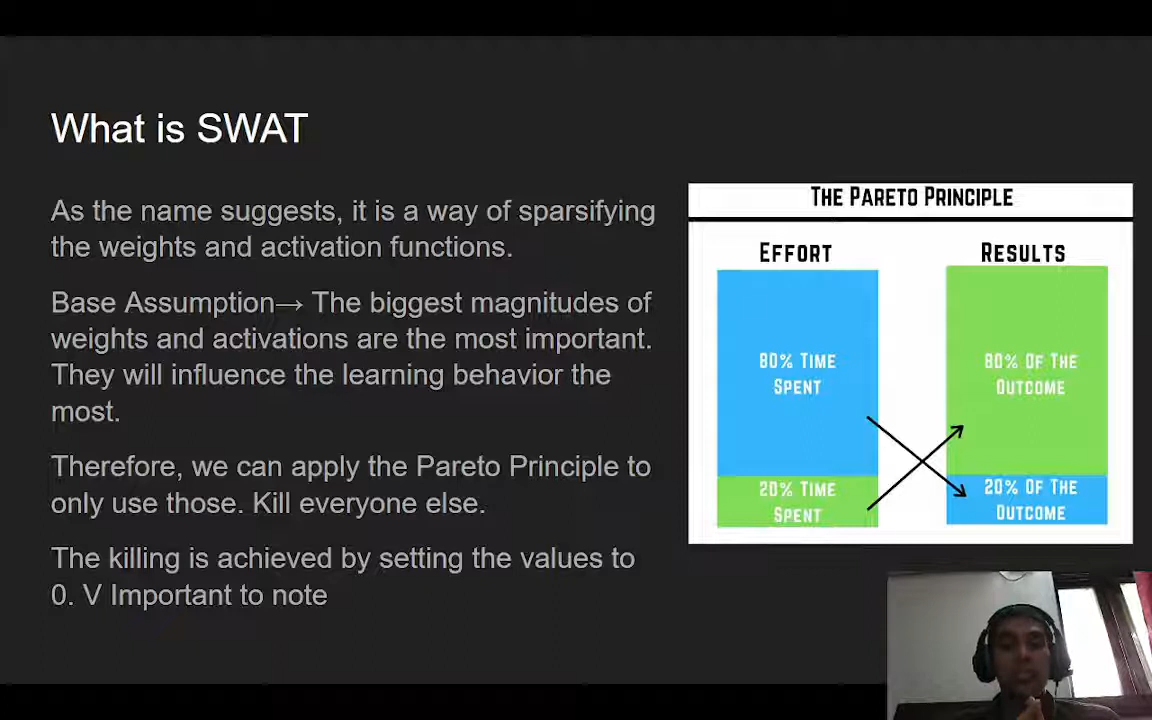 What is SWAT
As the name suggests, it is a way of sparsifying
the weights and activation functions.
Base Assumption→ The biggest magnitudes of
weights and activations are the most important.
They will influence the learning behavior the
most.
Therefore, we can apply the Pareto Principle to
only use those. Kill everyone else.
The killing is achieved by setting the values to
0. V Important to note
THE PARETO PRINCIPLE
EFFORT
RESULTS
80% TIME
SPENT
80% OF THE
OUTCOME
20% TIME
SPENT
20% OF THE
OUTCOME